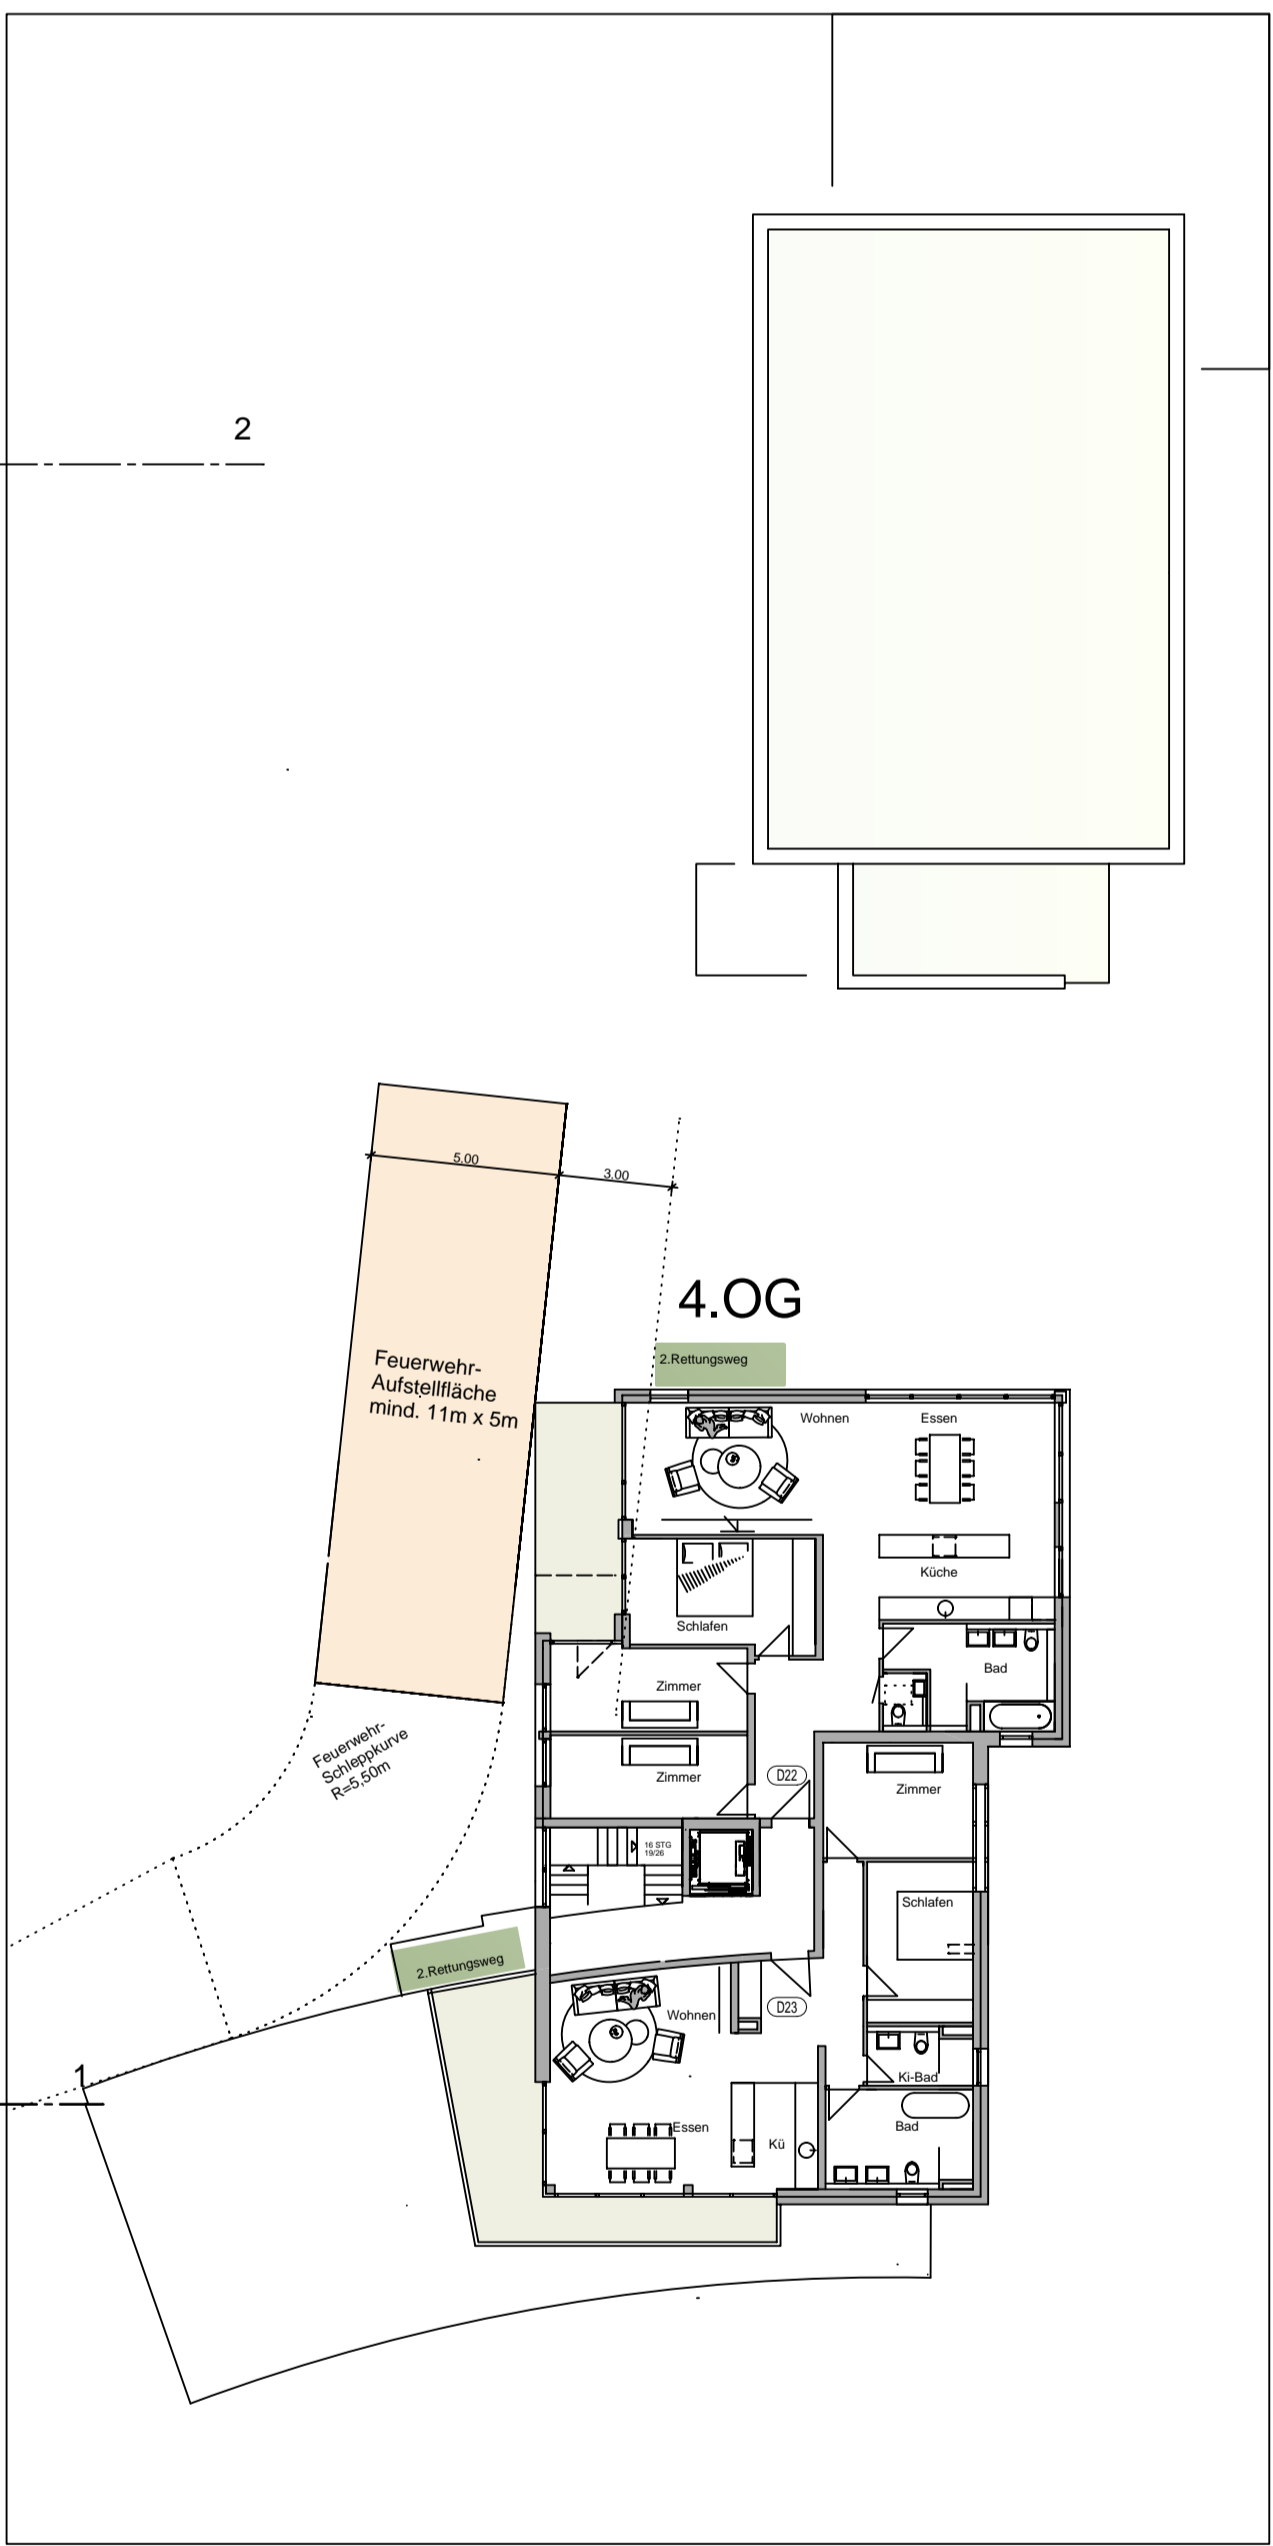 2
5.00
3.00
4.OG
2.Rettungsweg
Feuerwehr-
Aufstellfläche
mind. 11m x 5m
Wohnen
Essen
Küche
Schlafen
Bad
Zimmer
Feuerwehr-
Schleppkurve
R=5,50m
Zimmer
D22
Zimmer
16 STG
19/26
Schlafen
2.Rettungsweg
D23
Wohnen
1
Ki-Bad
Essen
Kü
Bad